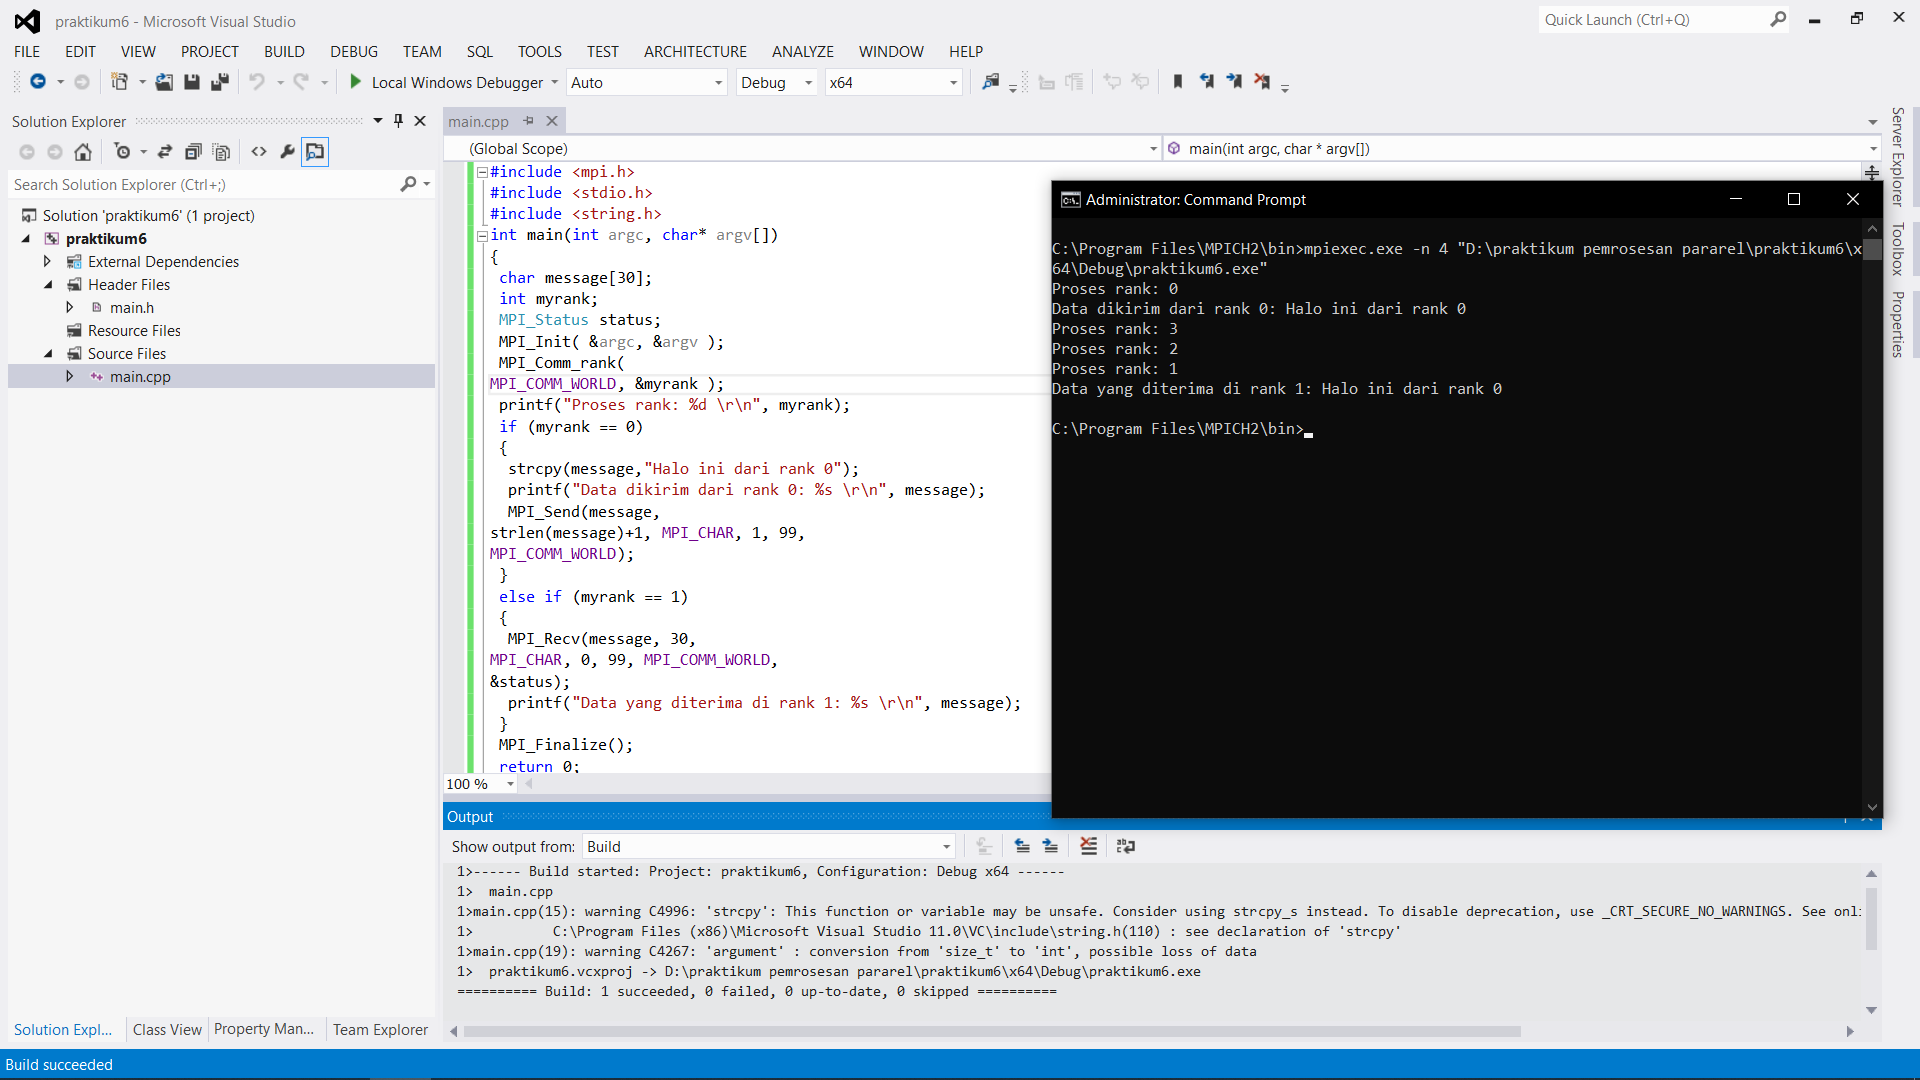 praktikum6 - Microsoft Visual Studio
Quick Launch (Ctrl+Q)
FILE EDIT VIEW PROJECT BUILD DEBUG TEAM SQL TOOLS TEST ARCHITECTURE ANALYZE WINDOW HELP
Local Windows Debugger Auto Debug x64
Solution Explorer
Search Solution Explorer (Ctrl+;)
Solution 'praktikum6' (1 project)
praktikum6
External Dependencies
Header Files
main.h
Resource Files
Source Files
main.cpp
Solution Expl... Class View Property Man... Team Explorer
main.cpp
(Global Scope) main(int argc, char * argv[])
#include <mpi.h>
#include <stdio.h>
#include <string.h>
int main(int argc, char* argv[])
{
char message[30];
int myrank;
MPI_Status status;
MPI_Init( &argc, &argv );
MPI_Comm_rank(
MPI_COMM_WORLD, &myrank );
printf("Proses rank: %d \r\n", myrank);
if (myrank == 0)
{
strcpy(message,"Halo ini dari rank 0");
printf("Data dikirim dari rank 0: %s \r\n", message);
MPI_Send(message,
strlen(message)+1, MPI_CHAR, 1, 99,
MPI_COMM_WORLD);
}
else if (myrank == 1)
{
MPI_Recv(message, 30,
MPI_CHAR, 0, 99, MPI_COMM_WORLD,
&status);
printf("Data yang diterima di rank 1: %s \r\n", message);
}
MPI_Finalize();
return 0;
100 %
Administrator: Command Prompt
C:\Program Files\MPICH2\bin>mpiexec.exe -n 4 "D:\praktikum pemrosesan pararel\praktikum6\x
64\Debug\praktikum6.exe"
Proses rank: 0
Data dikirim dari rank 0: Halo ini dari rank 0
Proses rank: 3
Proses rank: 2
Proses rank: 1
Data yang diterima di rank 1: Halo ini dari rank 0
C:\Program Files\MPICH2\bin>
Server Explorer
Toolbox
Properties
Output
Show output from: Build
1>------ Build started: Project: praktikum6, Configuration: Debug x64 ------
1> main.cpp
1>main.cpp(15): warning C4996: 'strcpy': This function or variable may be unsafe. Consider using strcpy_s instead. To disable deprecation, use _CRT_SECURE_NO_WARNINGS. See onl
1> C:\Program Files (x86)\Microsoft Visual Studio 11.0\VC\include\string.h(110) : see declaration of 'strcpy'
1>main.cpp(19): warning C4267: 'argument' : conversion from 'size_t' to 'int', possible loss of data
1> praktikum6.vcxproj -> D:\praktikum pemrosesan pararel\praktikum6\x64\Debug\praktikum6.exe
========== Build: 1 succeeded, 0 failed, 0 up-to-date, 0 skipped ==========
Build succeeded